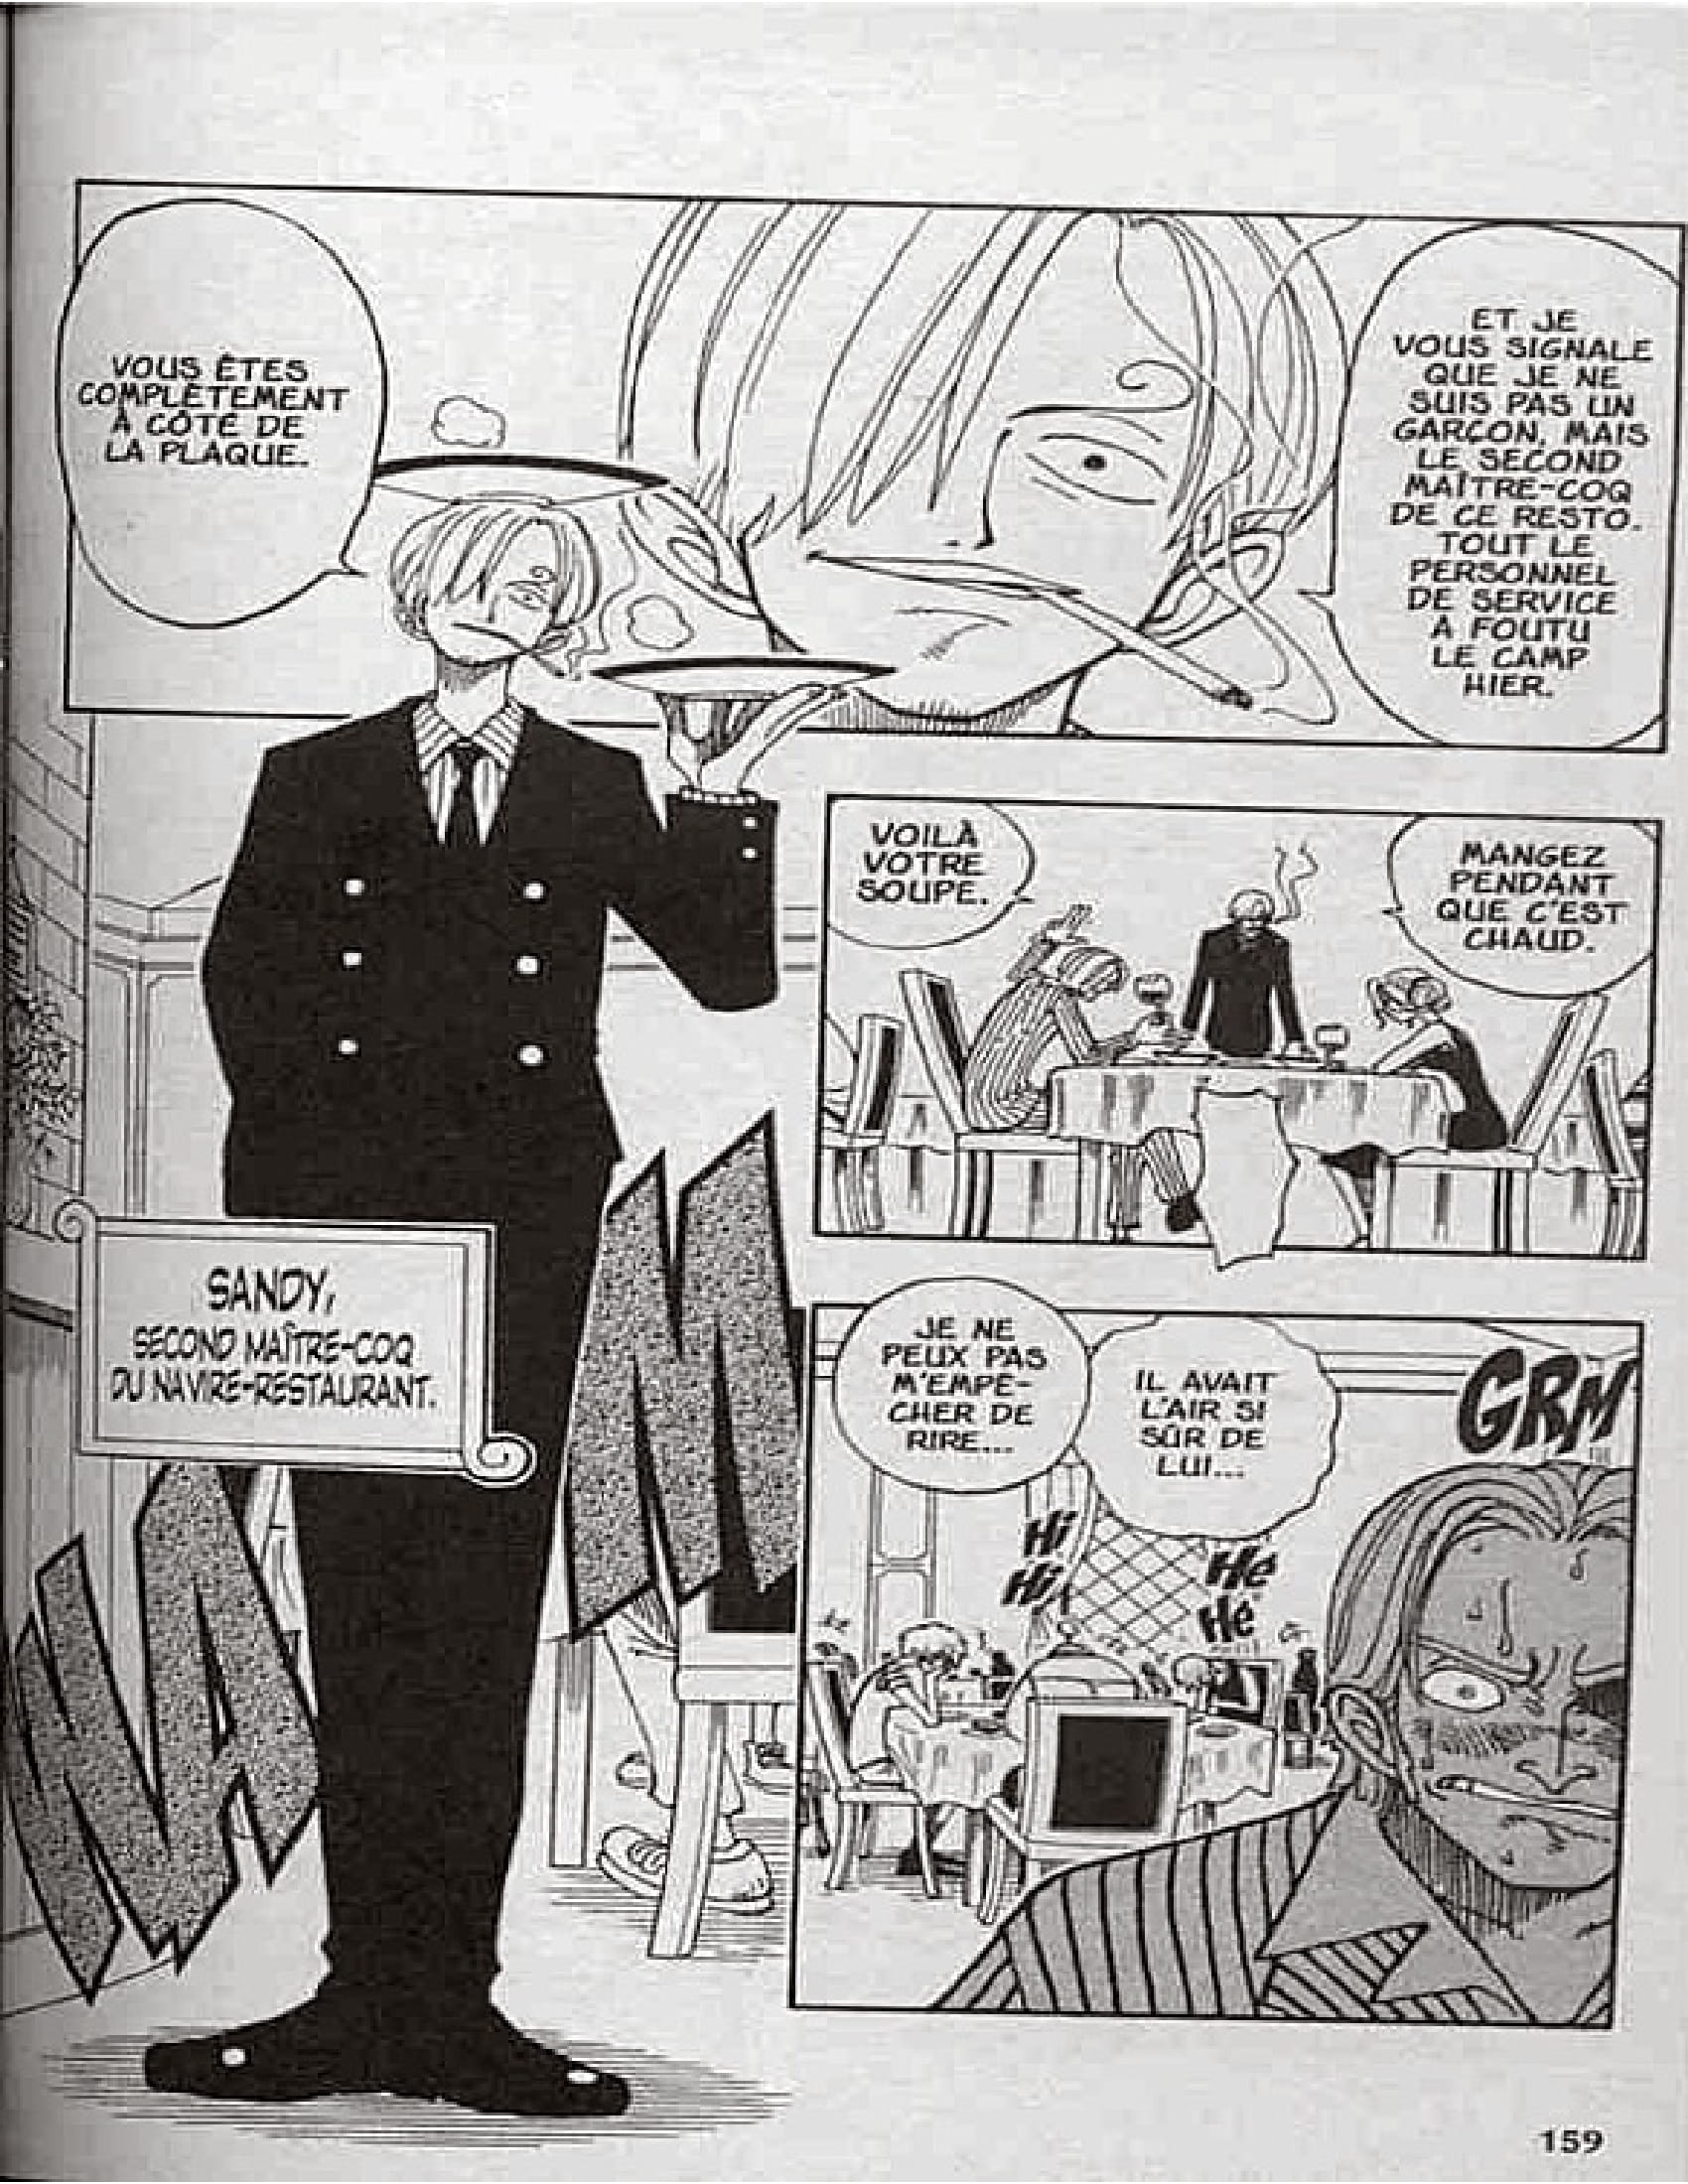 ET JE
VOUS SIGNALE
QUE JE NE
SUIS PAS UN
GARÇON, MAIS
LE SECOND
MAÎTRE-COQ
DE CE RESTO.
TOUT LE
PERSONNEL
DE SERVICE
A FOUTU
LE CAMP
HIER.
VOUS ÊTES
COMPLÈTEMENT
À CÔTÉ DE
LA PLAQUE.
SANDY,
SECOND MAÎTRE-COQ
DU NAVIRE-RESTAURANT.
VOILÀ
VOTRE
SOUPE.
MANGEZ
PENDANT
QUE C'EST
CHAUD.
JE NE
PEUX PAS
M'EMPÊ-
CHER DE
RIRE...
IL AVAIT
L'AIR SI
SÛR DE
LUI...
GRM
HI
HI
HÉ
HÉ
159